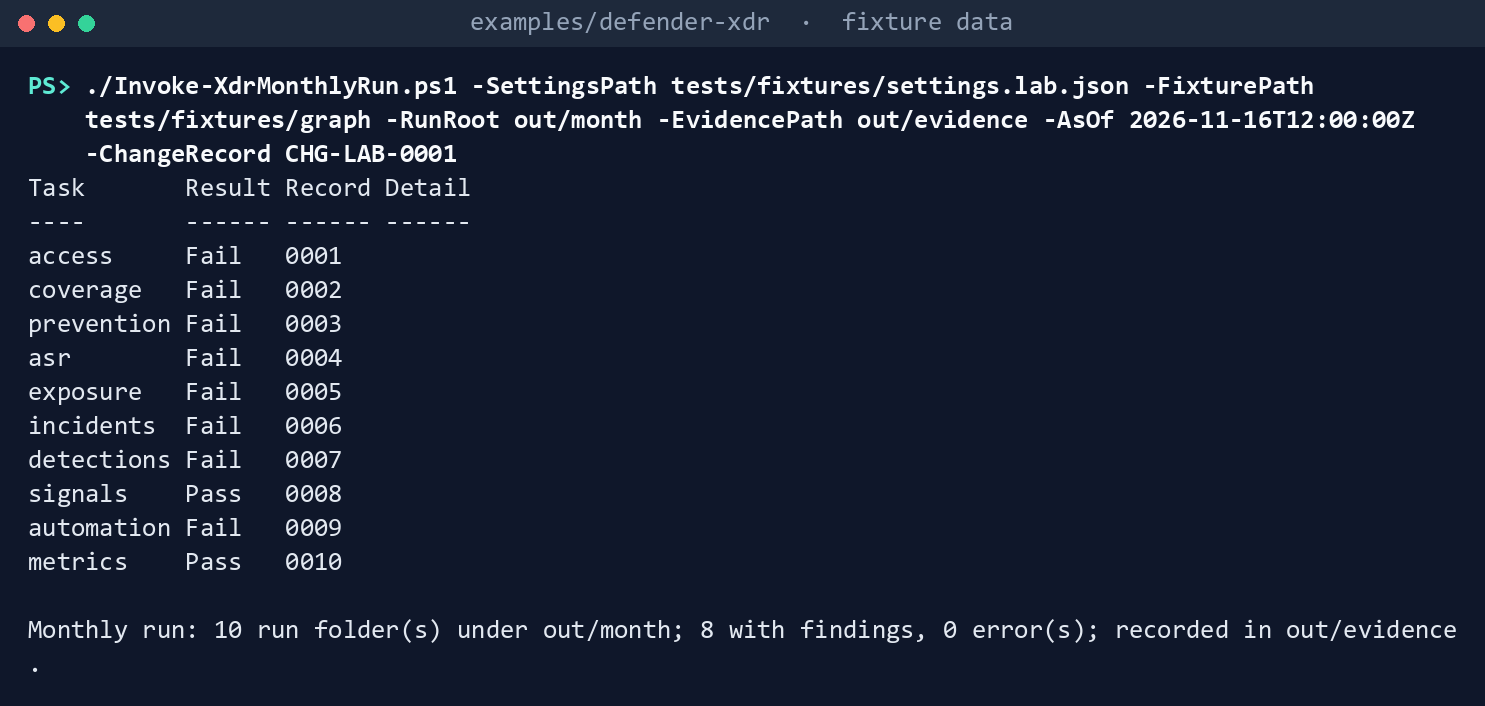 examples/defender-xdr · fixture data
PS> ./Invoke-XdrMonthlyRun.ps1 -SettingsPath tests/fixtures/settings.lab.json -FixturePath
tests/fixtures/graph -RunRoot out/month -EvidencePath out/evidence -AsOf 2026-11-16T12:00:00Z
-ChangeRecord CHG-LAB-0001
Task       Result Record Detail
----       ------ ------ ------
access     Fail   0001
coverage   Fail   0002
prevention Fail   0003
asr        Fail   0004
exposure   Fail   0005
incidents  Fail   0006
detections Fail   0007
signals    Pass   0008
automation Fail   0009
metrics    Pass   0010
Monthly run: 10 run folder(s) under out/month; 8 with findings, 0 error(s); recorded in out/evidence
.